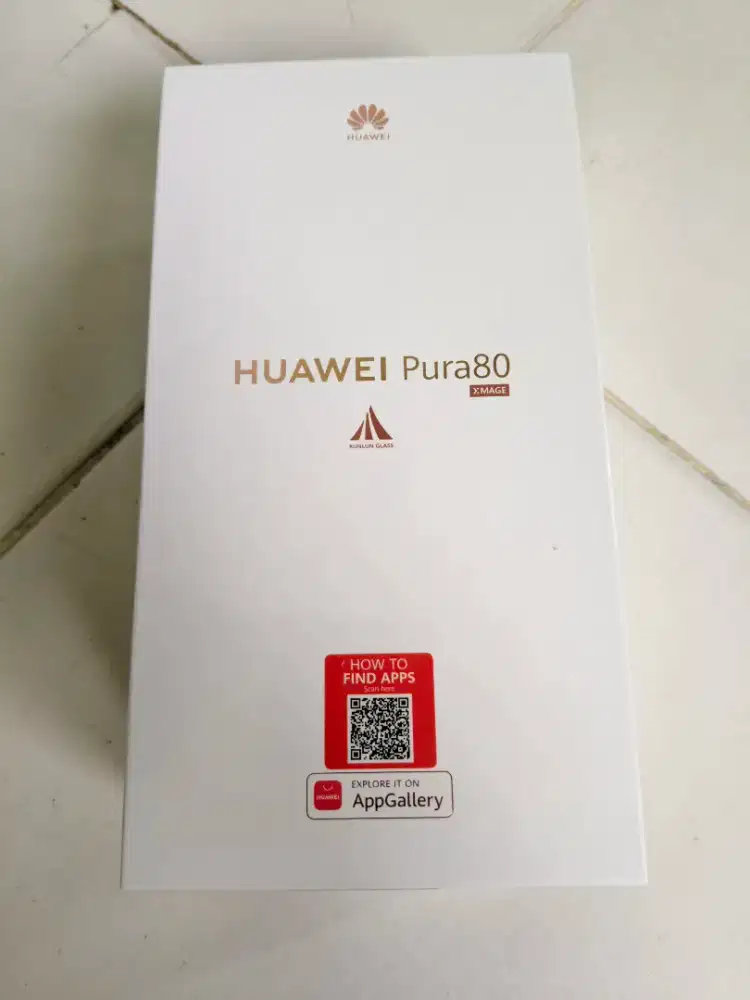 HUAWEI
HUAWEI Pura80
XMAGE
KUNLUN GLASS
HOW TO
FIND APPS
Scan here
EXPLORE IT ON
HUAWEI
AppGallery